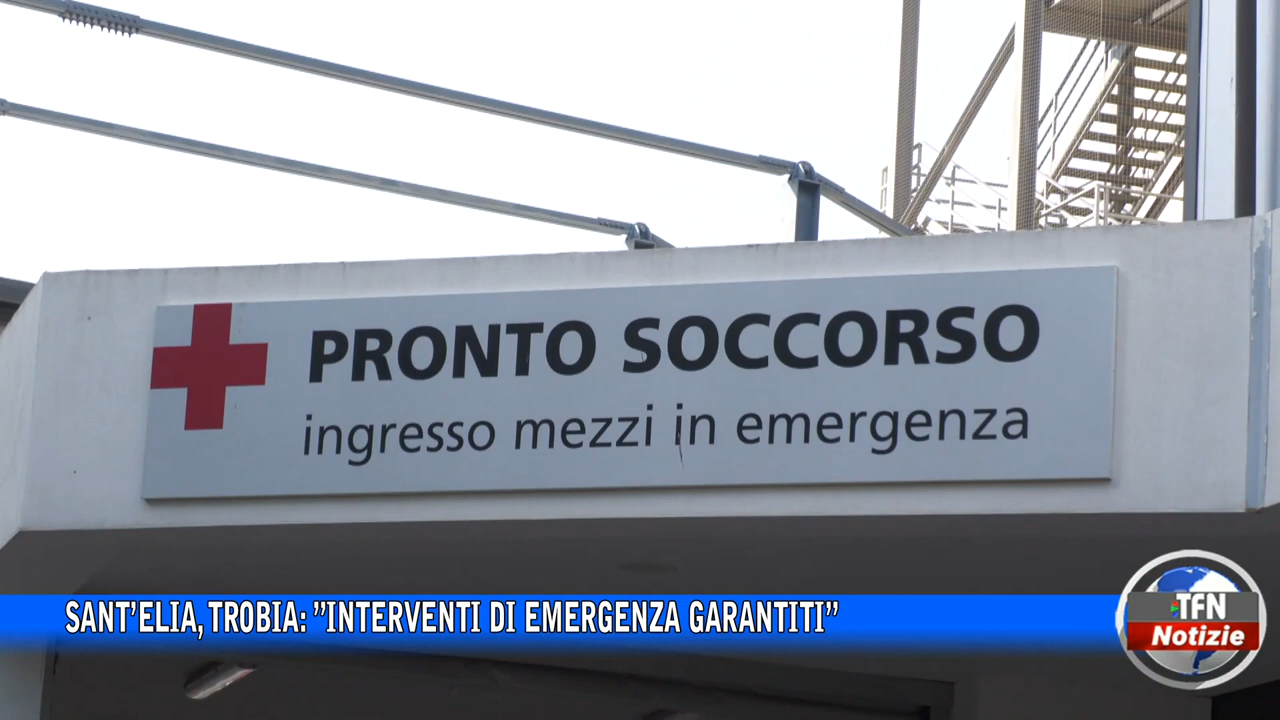 PRONTO SOCCORSO
ingresso mezzi in emergenza
SANT'ELIA, TROBIA: "INTERVENTI DI EMERGENZA GARANTITI"
TFN
Notizie